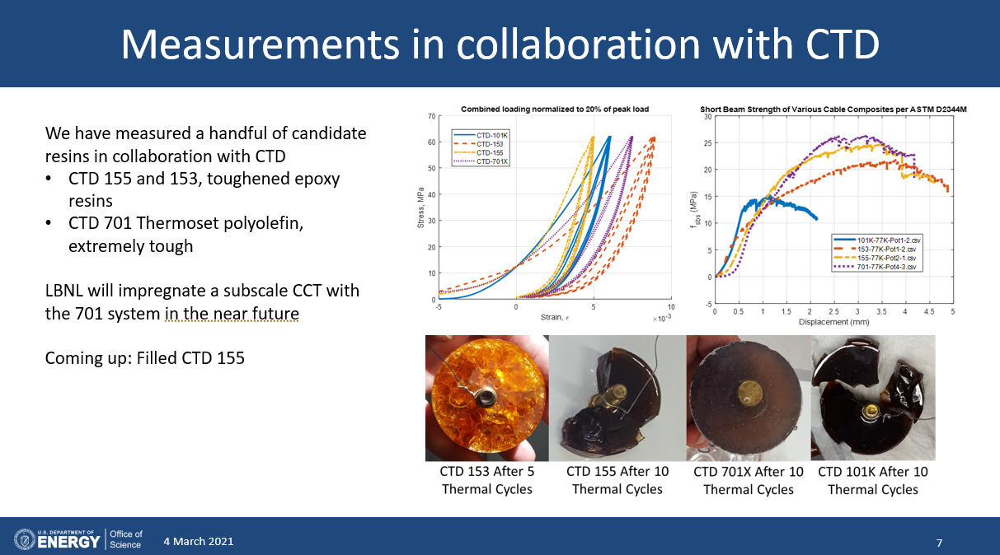 Measurements in collaboration with CTD
We have measured a handful of candidate
resins in collaboration with CTD
• CTD 155 and 153, toughened epoxy
resins
• CTD 701 Thermoset polyolefin,
extremely tough
LBNL will impregnate a subscale CCT with
the 701 system in the near future
Coming up: Filled CTD 155
Combined loading normalized to 20% of peak load
70
60
50
40
30
20
10
0
Stress, MPa
CTD-101K
CTD-153
CTD-155
CTD-701X
-5 0 5 10
Strain, ϵ
×10⁻³
Short Beam Strength of Various Cable Composites per ASTM D2344M
30
25
20
15
10
5
0
-5
f_sbs (MPa)
101K-77K-Pot1-2.csv
153-77K-Pot1-2.csv
155-77K-Pot2-1.csv
701-77K-Pot4-3.csv
0 0.5 1 1.5 2 2.5 3 3.5 4 4.5 5
Displacement (mm)
CTD 153 After 5
Thermal Cycles
CTD 155 After 10
Thermal Cycles
CTD 701X After 10
Thermal Cycles
CTD 101K After 10
Thermal Cycles
U.S. DEPARTMENT OF
ENERGY
Office of
Science
4 March 2021
7